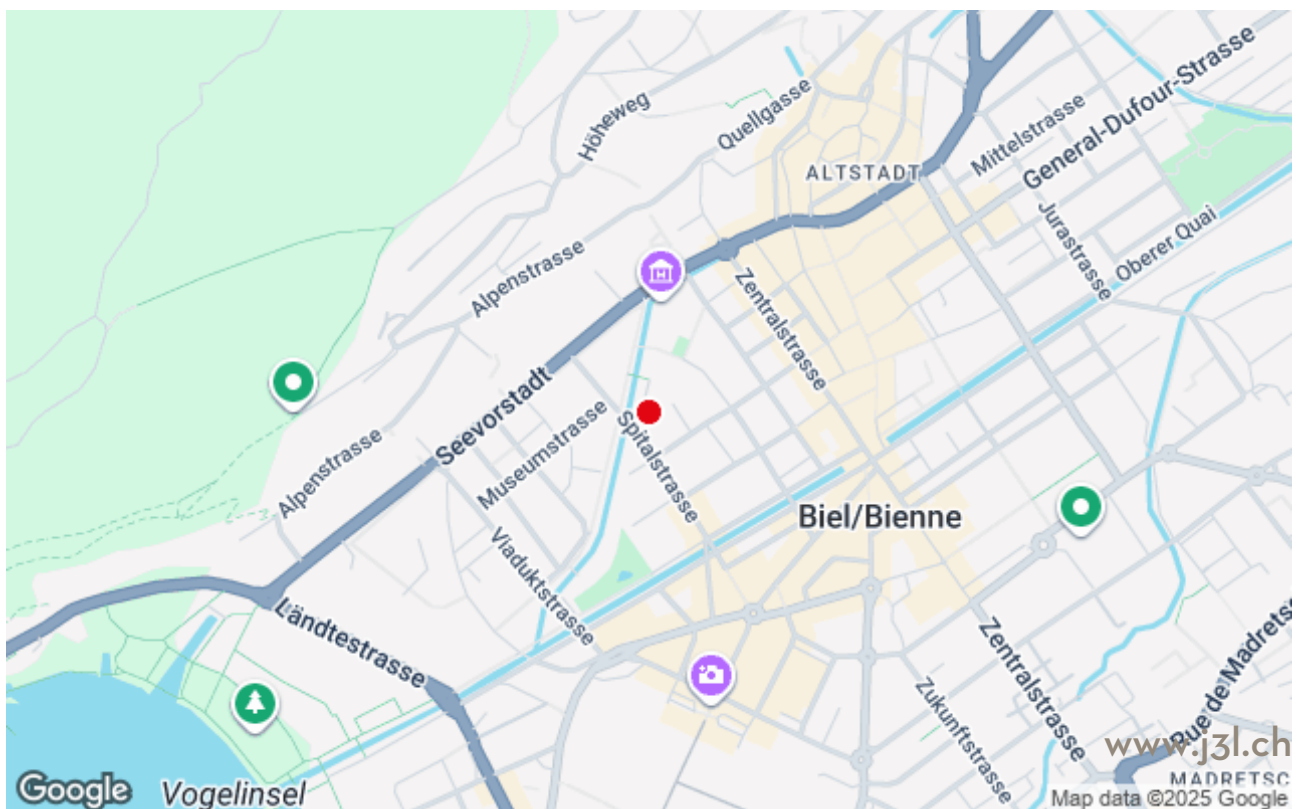 General-Dufour-Strasse
Höheweg
Quellgasse
Mittelstrasse
ALTSTADT
Jurastrasse
Oberer Quai
Alpenstrasse
Zentralstrasse
Seevorstadt
Museumstrasse
Spitalstrasse
Alpenstrasse
Biel/Bienne
Viaduktstrasse
Ländtestrasse
Zentralstrasse
Zukunftstrasse
Rue de Madrets
www.j3l.ch
MADRETSC
Google
Vogelinsel
Map data ©2025 Google